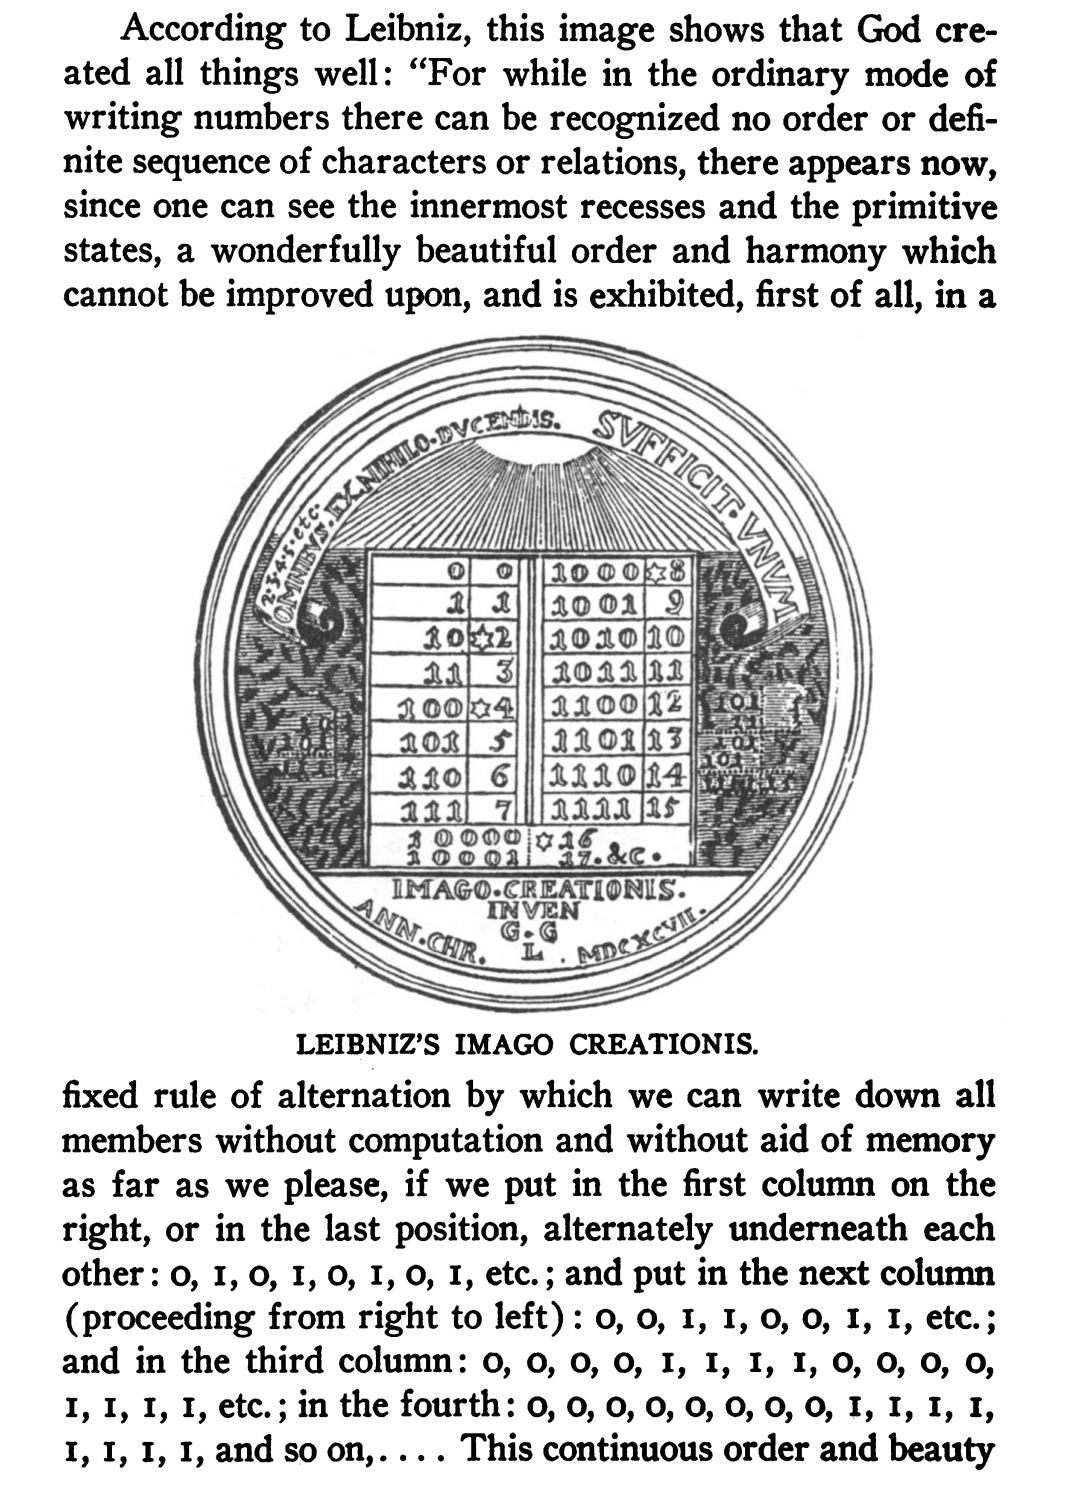 According to Leibniz, this image shows that God cre-
ated all things well: “For while in the ordinary mode of
writing numbers there can be recognized no order or defi-
nite sequence of characters or relations, there appears now,
since one can see the innermost recesses and the primitive
states, a wonderfully beautiful order and harmony which
cannot be improved upon, and is exhibited, first of all, in a
2·3·4·5·etc·
OMNIBVS·EX·NIHILO·DVCENDIS. SVFFICIT·VNVM
0 0 1000 ✡8
1 1 1001 9
10 ✡2 1010 10
11 3 1011 11
100 ✡4 1100 12
101 5 1101 13
110 6 1110 14
111 7 1111 15
10000 ✡16
10001 17.&C.
101
101
101
IMAGO·CREATIONIS.
INVEN
G·G
L.
ANN.CHR. MDCXCVII.
LEIBNIZ’S IMAGO CREATIONIS.
fixed rule of alternation by which we can write down all
members without computation and without aid of memory
as far as we please, if we put in the first column on the
right, or in the last position, alternately underneath each
other: 0, 1, 0, 1, 0, 1, 0, 1, etc.; and put in the next column
(proceeding from right to left): 0, 0, 1, 1, 0, 0, 1, 1, etc.;
and in the third column: 0, 0, 0, 0, 1, 1, 1, 1, 0, 0, 0, 0,
1, 1, 1, 1, etc.; in the fourth: 0, 0, 0, 0, 0, 0, 0, 0, 1, 1, 1, 1,
1, 1, 1, 1, and so on,.... This continuous order and beauty